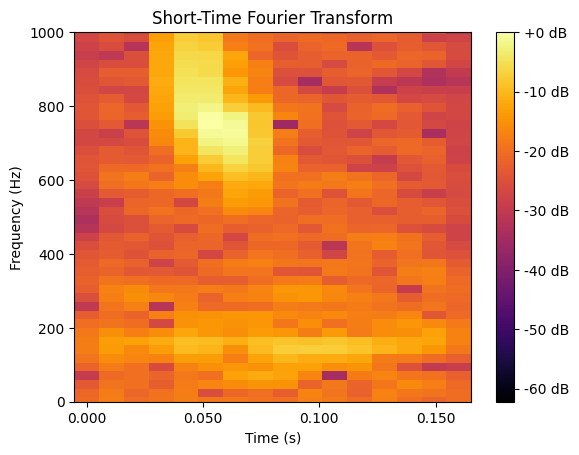 Short-Time Fourier Transform
1000
800
600
400
200
0
Frequency (Hz)
0.000
0.050
0.100
0.150
Time (s)
+0 dB
-10 dB
-20 dB
-30 dB
-40 dB
-50 dB
-60 dB